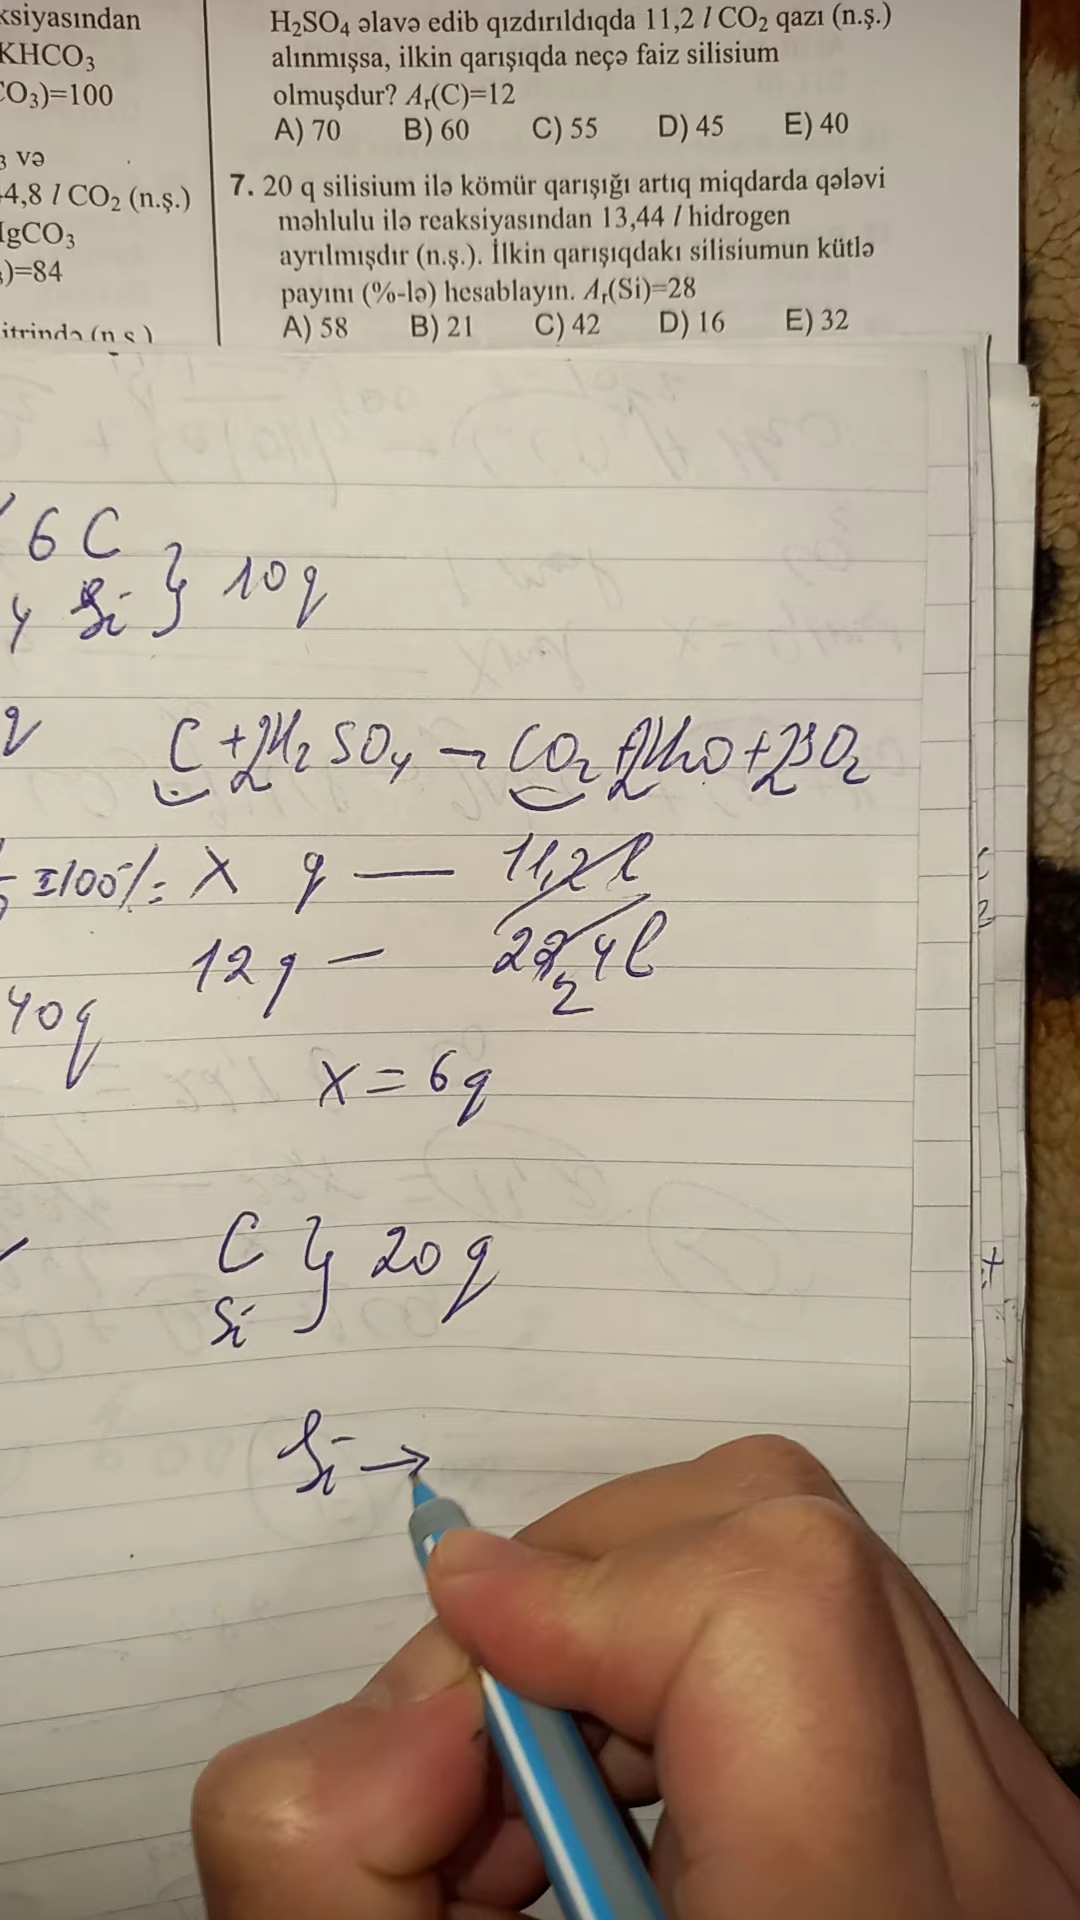 ksiyasından
KHCO₃
CO₃)=100
və
4,8 l CO₂ (n.ş.)
MgCO₃
)=84
itrində (n.ş.)
H₂SO₄ əlavə edib qızdırıldıqda 11,2 l CO₂ qazı (n.ş.)
alınmışsa, ilkin qarışıqda neçə faiz silisium
olmuşdur? Aᵣ(C)=12
A) 70 B) 60 C) 55 D) 45 E) 40
7. 20 q silisium ilə kömür qarışığı artıq miqdarda qələvi
məhlulu ilə reaksiyasından 13,44 l hidrogen
ayrılmışdır (n.ş.). İlkin qarışıqdakı silisiumun kütlə
payını (%-lə) hesablayın. Aᵣ(Si)=28
A) 58 B) 21 C) 42 D) 16 E) 32
6 C
4 Si } 10 q
q
C + 2H₂SO₄ → CO₂ + 2H₂O + 2SO₂
100% =
x q — 11,2 l
12 q — 22,4 l
2
40 q
x = 6 q
C
Si } 20 q
Si →